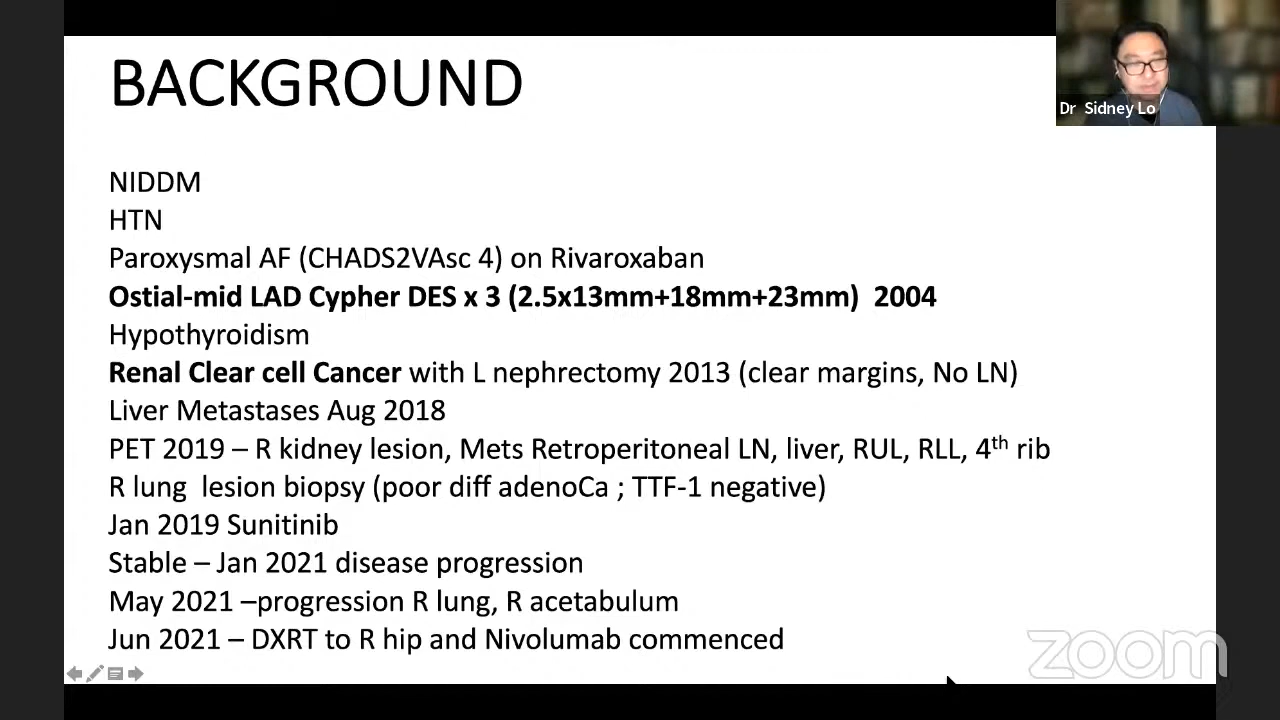 BACKGROUND
Dr Sidney Lo
NIDDM
HTN
Paroxysmal AF (CHADS2VAsc 4) on Rivaroxaban
Ostial-mid LAD Cypher DES x 3 (2.5x13mm+18mm+23mm) 2004
Hypothyroidism
Renal Clear cell Cancer with L nephrectomy 2013 (clear margins, No LN)
Liver Metastases Aug 2018
PET 2019 – R kidney lesion, Mets Retroperitoneal LN, liver, RUL, RLL, 4th rib
R lung lesion biopsy (poor diff adenoCa ; TTF-1 negative)
Jan 2019 Sunitinib
Stable – Jan 2021 disease progression
May 2021 –progression R lung, R acetabulum
Jun 2021 – DXRT to R hip and Nivolumab commenced
zoom